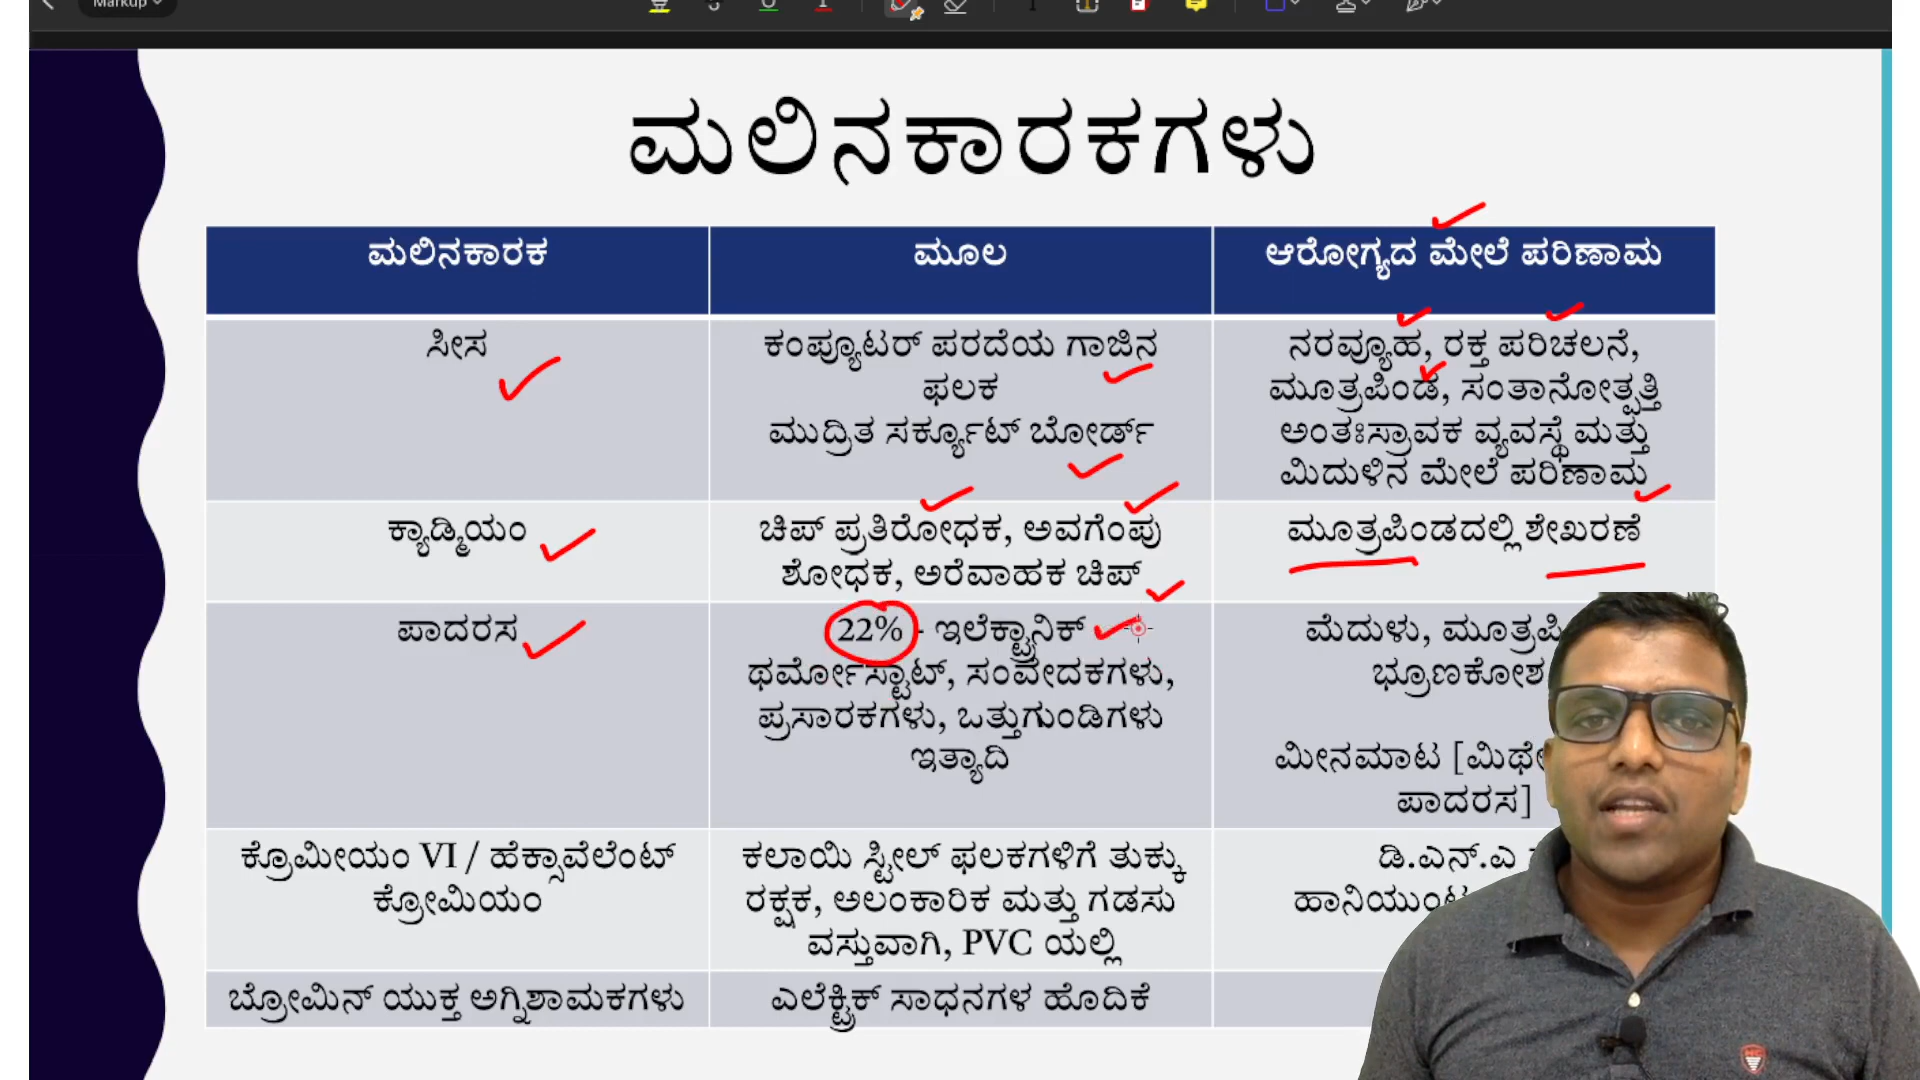 Markup
ಮಲಿನಕಾರಕಗಳು
ಮಲಿನಕಾರಕ
ಮೂಲ
ಆರೋಗ್ಯದ ಮೇಲೆ ಪರಿಣಾಮ
ಸೀಸ
ಕಂಪ್ಯೂಟರ್ ಪರದೆಯ ಗಾಜಿನ
ಫಲಕ
ಮುದ್ರಿತ ಸರ್ಕ್ಯೂಟ್ ಬೋರ್ಡ್
ನರವ್ಯೂಹ, ರಕ್ತ ಪರಿಚಲನೆ,
ಮೂತ್ರಪಿಂಡ, ಸಂತಾನೋತ್ಪತ್ತಿ
ಅಂತಃಸ್ರಾವಕ ವ್ಯವಸ್ಥೆ ಮತ್ತು
ಮಿದುಳಿನ ಮೇಲೆ ಪರಿಣಾಮ
ಕ್ಯಾಡ್ಮಿಯಂ
ಚಿಪ್ ಪ್ರತಿರೋಧಕ, ಅವಗೆಂಪು
ಶೋಧಕ, ಅರೆವಾಹಕ ಚಿಪ್
ಮೂತ್ರಪಿಂಡದಲ್ಲಿ ಶೇಖರಣೆ
ಪಾದರಸ
22% - ಇಲೆಕ್ಟ್ರಾನಿಕ್
ಥರ್ಮೋಸ್ಟಾಟ್, ಸಂವೇದಕಗಳು,
ಪ್ರಸಾರಕಗಳು, ಒತ್ತುಗುಂಡಿಗಳು
ಇತ್ಯಾದಿ
ಮೆದುಳು,
ಭ್ರೂಣಕೋಶ
ಮೀನಮಾಟ
ಪಾದರಸ]
ಕ್ರೊಮೀಯಂ VI / ಹೆಕ್ಸಾವೆಲೆಂಟ್
ಕ್ರೋಮಿಯಂ
ಕಲಾಯಿ ಸ್ಟೀಲ್ ಫಲಕಗಳಿಗೆ ತುಕ್ಕು
ರಕ್ಷಕ, ಅಲಂಕಾರಿಕ ಮತ್ತು ಗಡಸು
ವಸ್ತುವಾಗಿ, PVC ಯಲ್ಲಿ
ಡಿ.ಎನ್.ಎ
ಬ್ರೋಮಿನ್ ಯುಕ್ತ ಅಗ್ನಿಶಾಮಕಗಳು
ಎಲೆಕ್ಟ್ರಿಕ್ ಸಾಧನಗಳ ಹೊದಿಕೆ